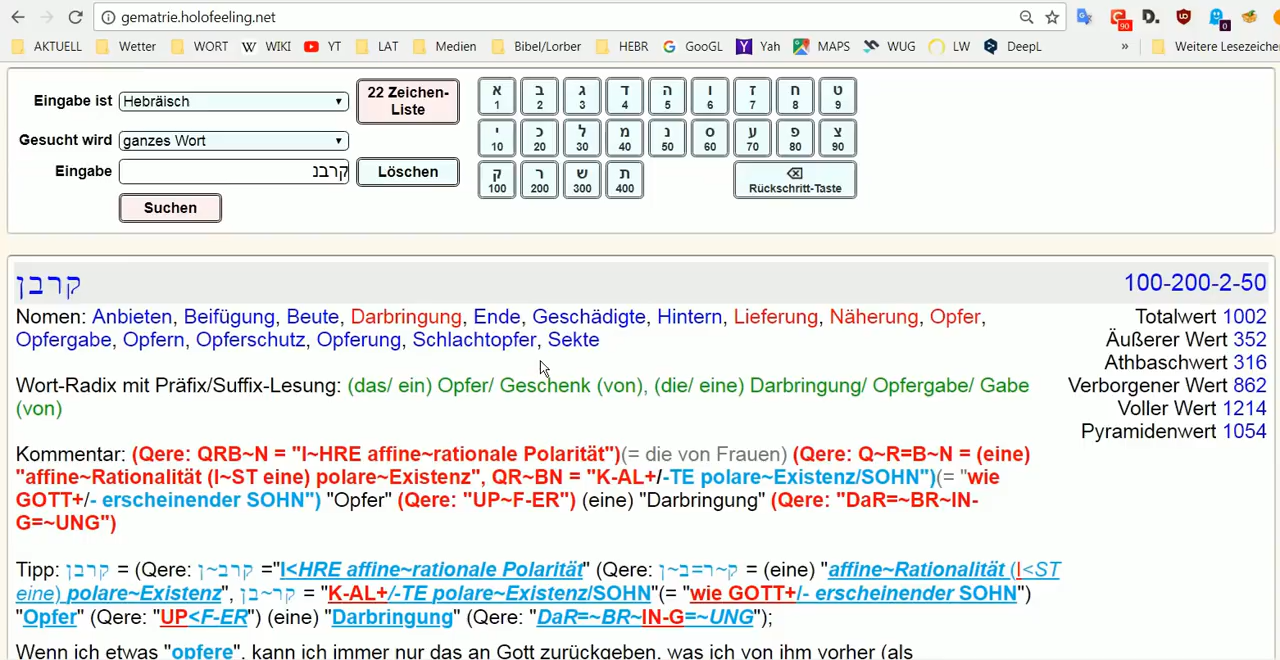 gematrie.holofeeling.net
90
0
AKTUELL Wetter WORT WIKI YT LAT Medien Bibel/Lorber HEBR GooGL Yah MAPS WUG LW DeepL » Weitere Lesezeiche
Eingabe ist Hebräisch
22 Zeichen-
Liste
Gesucht wird ganzes Wort
Eingabe קרבנ Löschen
Suchen
א ב ג ד ה ו ז ח ט
1 2 3 4 5 6 7 8 9
י כ ל מ נ ס ע פ צ
10 20 30 40 50 60 70 80 90
ק ר ש ת
100 200 300 400 Rückschritt-Taste
קרבן 100-200-2-50
Nomen: Anbieten, Beifügung, Beute, Darbringung, Ende, Geschädigte, Hintern, Lieferung, Näherung, Opfer,
Opfergabe, Opfern, Opferschutz, Opferung, Schlachtopfer, Sekte
Totalwert 1002
Äußerer Wert 352
Athbaschwert 316
Verborgener Wert 862
Voller Wert 1214
Pyramidenwert 1054
Wort-Radix mit Präfix/Suffix-Lesung: (das/ ein) Opfer/ Geschenk (von), (die/ eine) Darbringung/ Opfergabe/ Gabe
(von)
Kommentar: (Qere: QRB~N = "I~HRE affine~rationale Polarität")(= die von Frauen) (Qere: Q~R=B~N = (eine)
"affine~Rationalität (I~ST eine) polare~Existenz", QR~BN = "K-AL+/-TE polare~Existenz/SOHN")(= "wie
GOTT+/- erscheinender SOHN") "Opfer" (Qere: "UP~F-ER") (eine) "Darbringung" (Qere: "DaR=~BR~IN-
G=~UNG")
Tipp: קרבן = (Qere: קרב~ן ="I<HRE affine~rationale Polarität" (Qere: ק~ר=ב~ן = (eine) "affine~Rationalität (I<ST
eine) polare~Existenz", קר~בן = "K-AL+/-TE polare~Existenz/SOHN"(= "wie GOTT+/- erscheinender SOHN")
"Opfer" (Qere: "UP<F-ER") (eine) "Darbringung" (Qere: "DaR=~BR~IN-G=~UNG");
Wenn ich etwas "opfere", kann ich immer nur das an Gott zurückgeben, was ich von ihm vorher (als